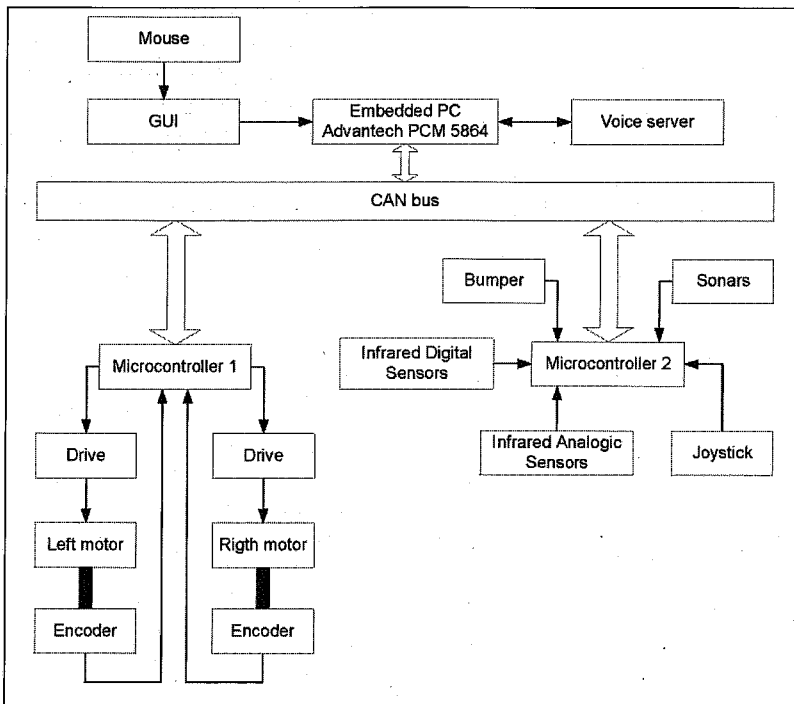 Mouse
GUI
Embedded PC
Advantech PCM 5864
Voice server
CAN bus
Bumper
Sonars
Microcontroller 1
Infrared Digital
Sensors
Microcontroller 2
Drive
Drive
Infrared Analogic
Sensors
Joystick
Left motor
Rigth motor
Encoder
Encoder